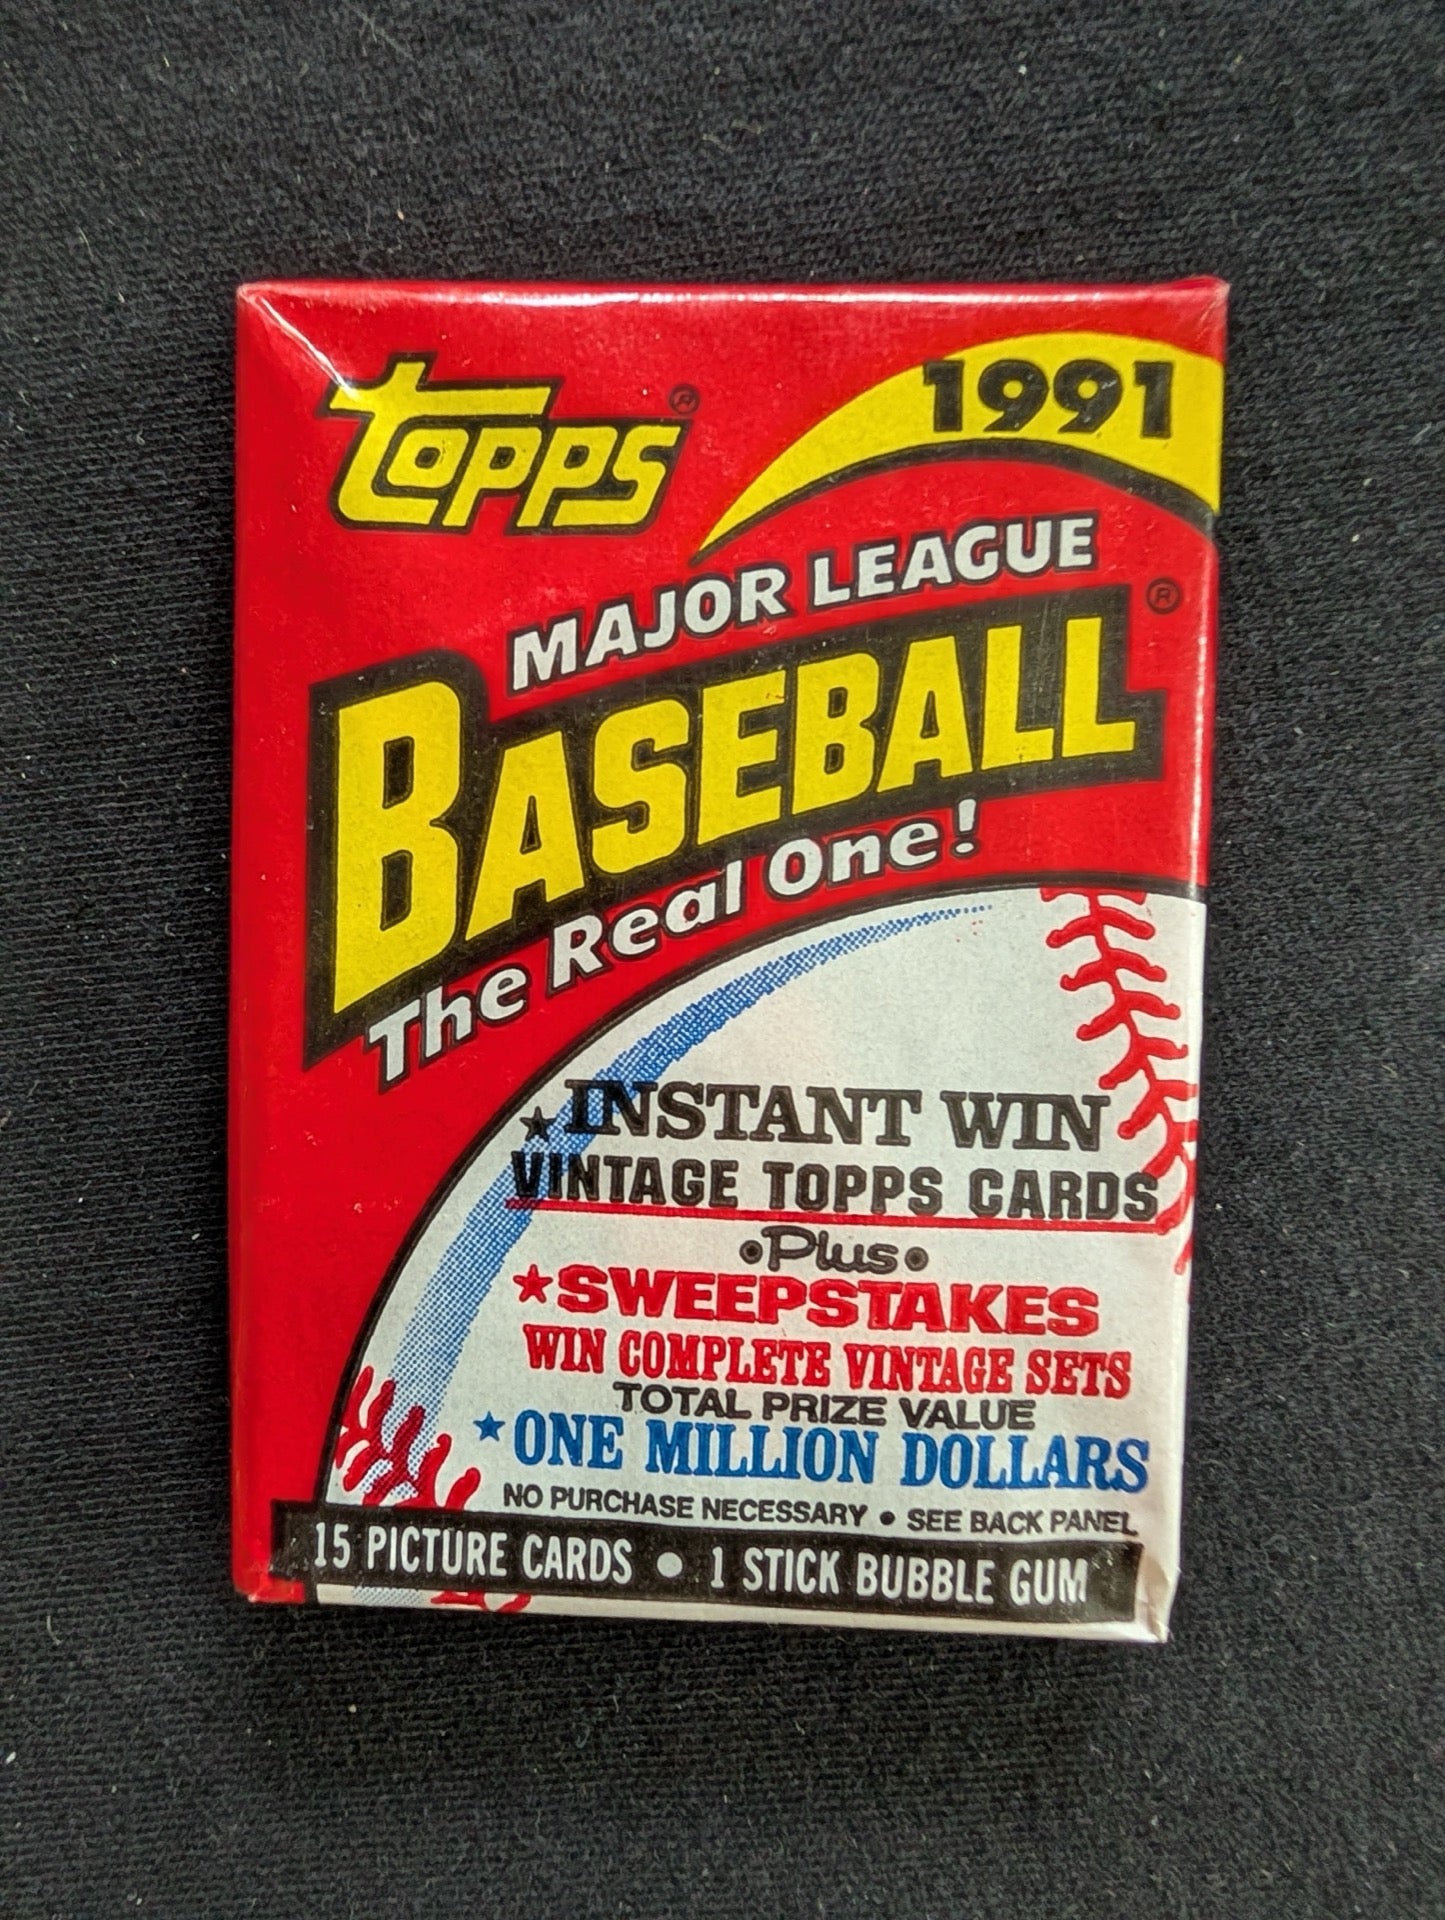 Topps®
1991
MAJOR LEAGUE
BASEBALL®
The Real One!
★INSTANT WIN
VINTAGE TOPPS CARDS
•Plus•
★SWEEPSTAKES
WIN COMPLETE VINTAGE SETS
TOTAL PRIZE VALUE
★ONE MILLION DOLLARS
NO PURCHASE NECESSARY • SEE BACK PANEL
15 PICTURE CARDS • 1 STICK BUBBLE GUM